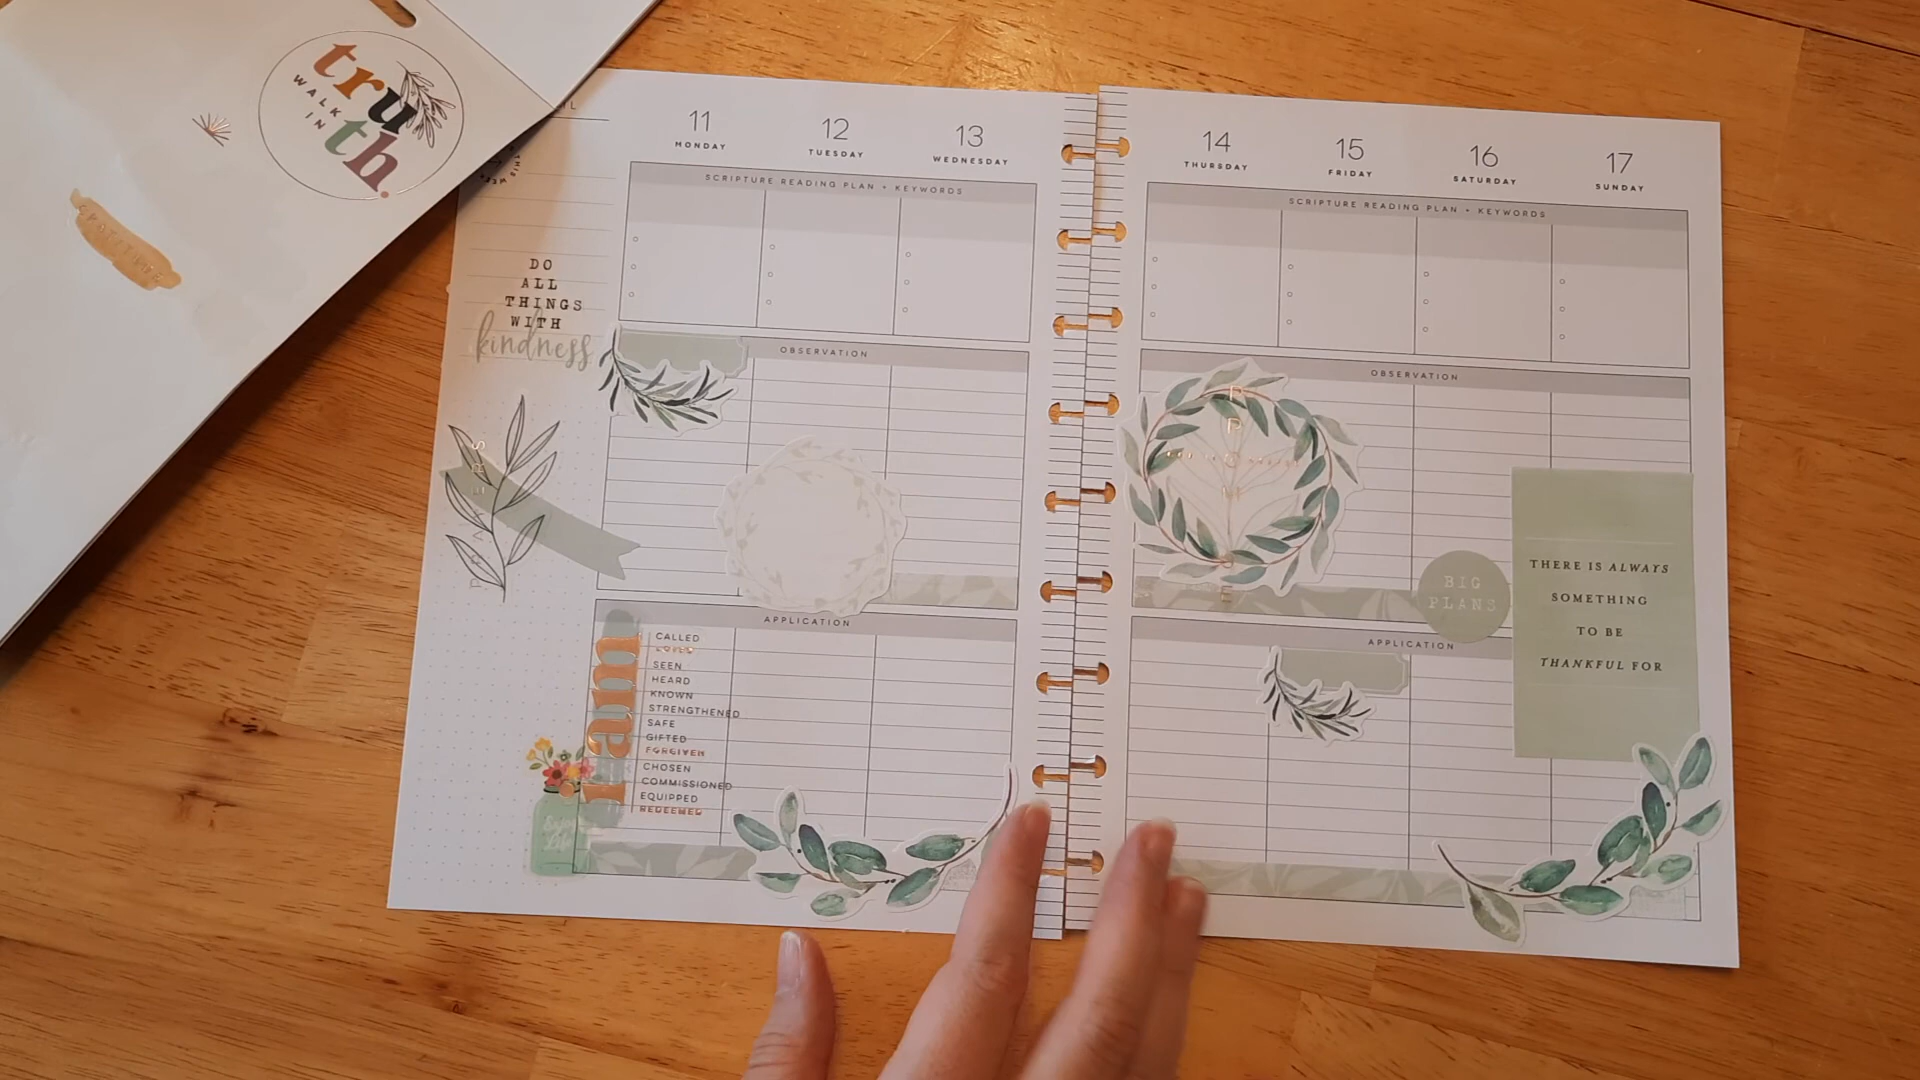 truth.
WALK IN
11
MONDAY
12
TUESDAY
13
WEDNESDAY
SCRIPTURE READING PLAN + KEYWORDS
DO
ALL
THINGS
WITH
kindness
OBSERVATION
PRAYERS
APPLICATION
i am
CALLED
LOVED
SEEN
HEARD
KNOWN
STRENGTHENED
SAFE
GIFTED
FORGIVEN
CHOSEN
COMMISSIONED
EQUIPPED
REDEEMED
Enjoy
Life
14
THURSDAY
15
FRIDAY
16
SATURDAY
17
SUNDAY
SCRIPTURE READING PLAN + KEYWORDS
OBSERVATION
BIG
PLANS
THERE IS ALWAYS
SOMETHING
TO BE
THANKFUL FOR
APPLICATION